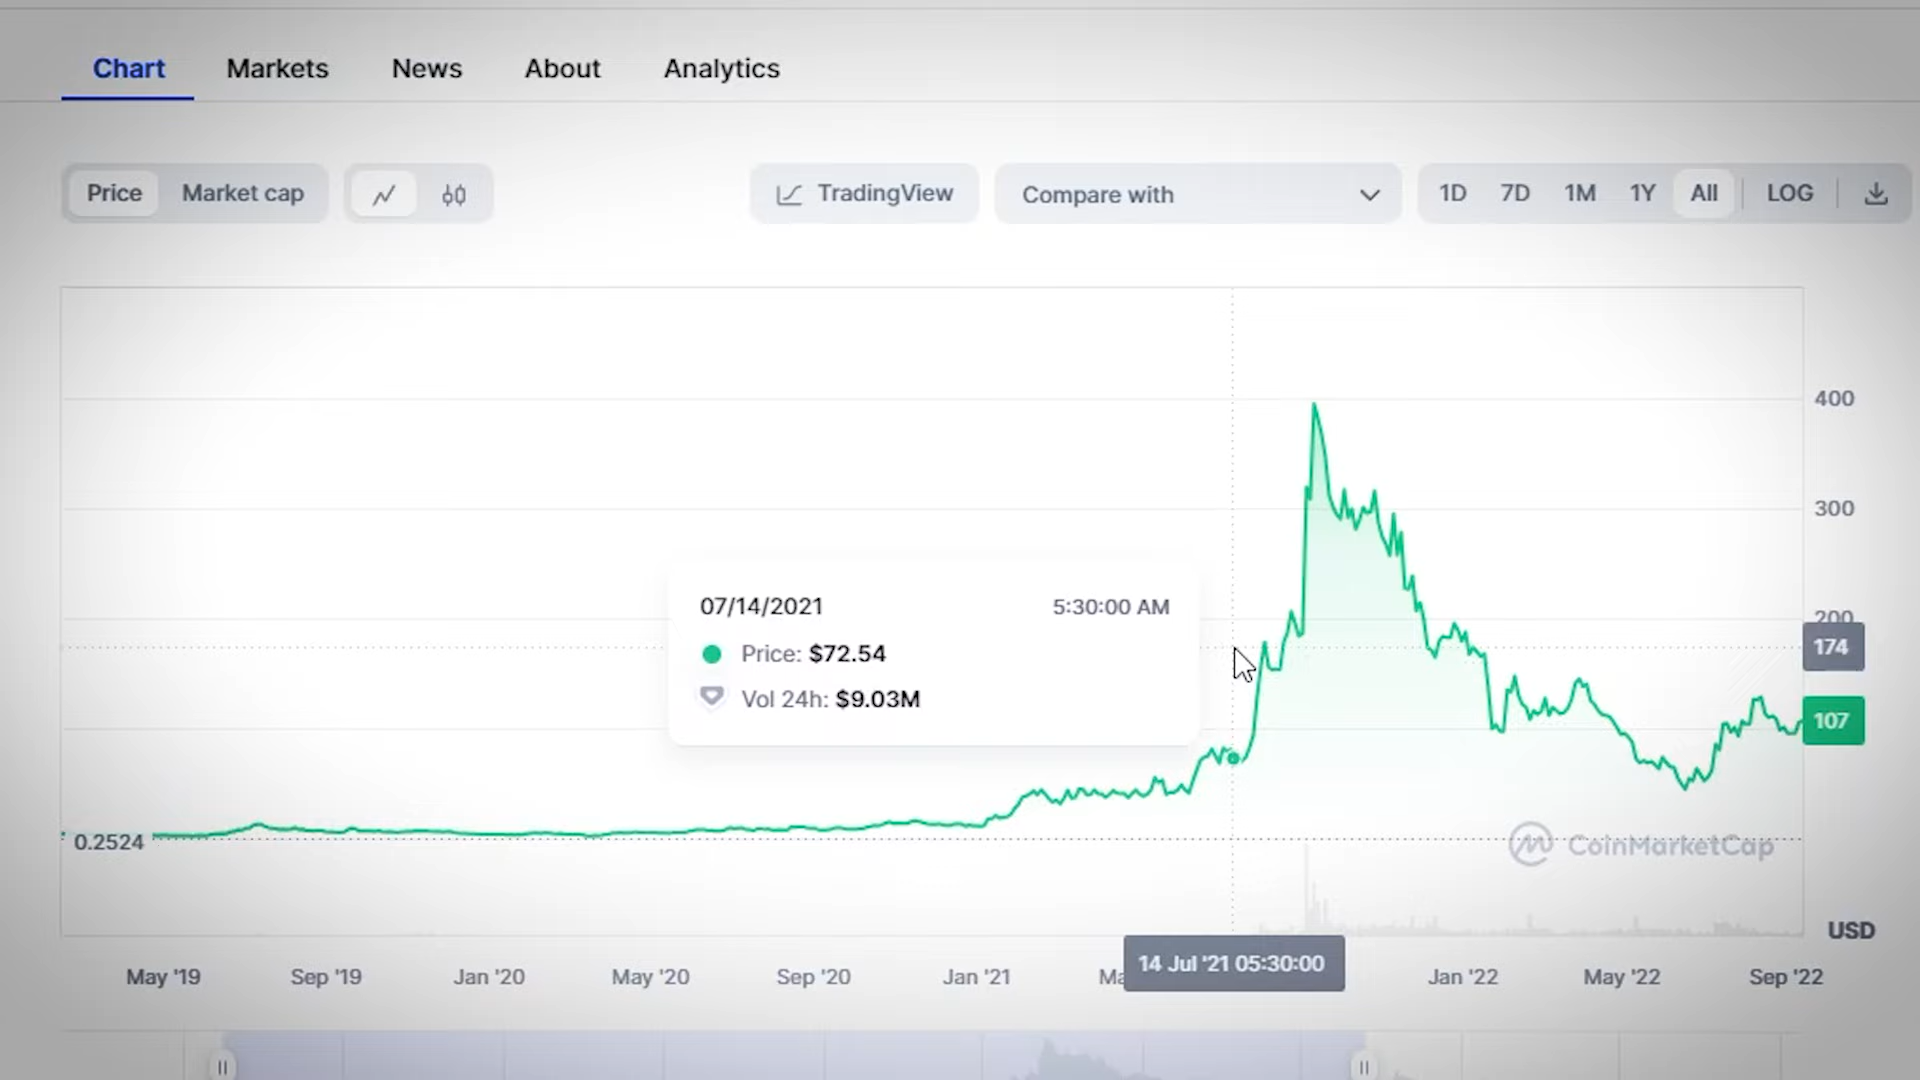 Chart Markets News About Analytics
Price Market cap TradingView Compare with 1D 7D 1M 1Y All LOG
400
300
200
174
107
07/14/2021 5:30:00 AM
Price: $72.54
Vol 24h: $9.03M
0.2524
CoinMarketCap
USD
14 Jul '21 05:30:00
May '19 Sep '19 Jan '20 May '20 Sep '20 Jan '21 Jan '22 May '22 Sep '22